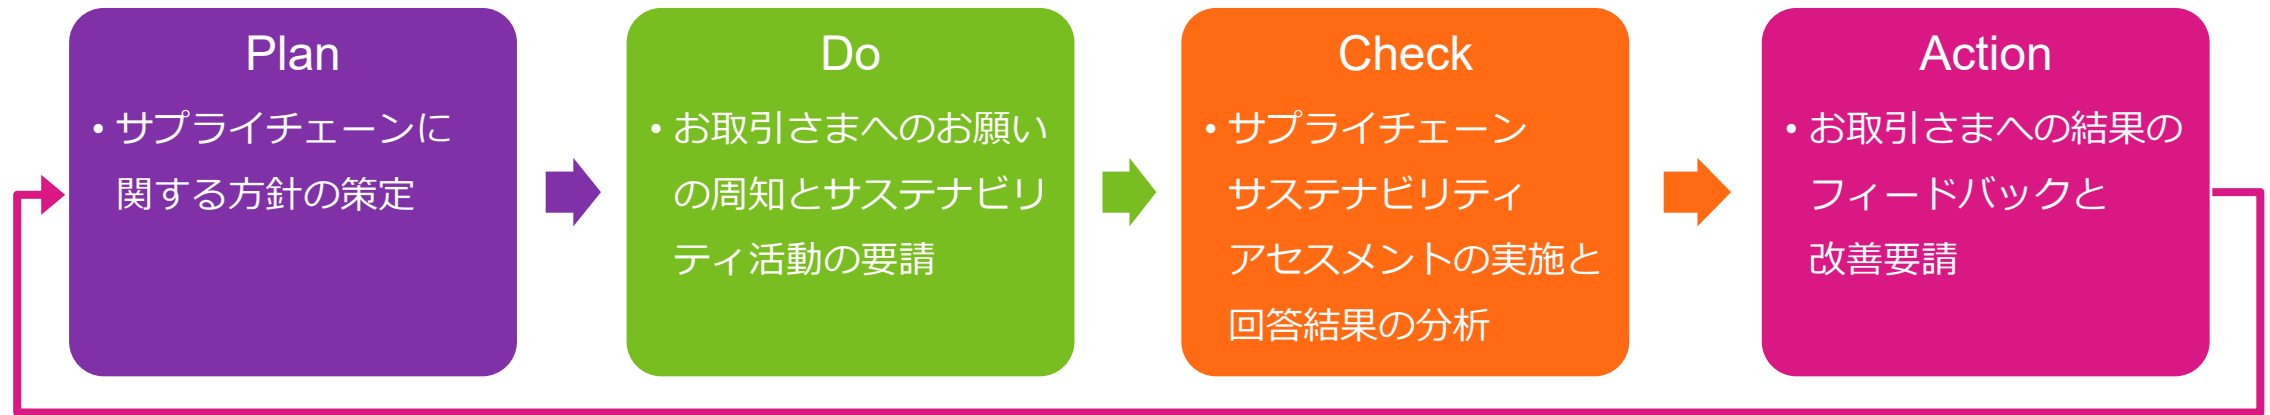 Plan
• サプライチェーンに
関する方針の策定
Do
• お取引さまへのお願い
の周知とサステナビリ
ティ活動の要請
Check
• サプライチェーン
サステナビリティ
アセスメントの実施と
回答結果の分析
Action
• お取引さまへの結果の
フィードバックと
改善要請